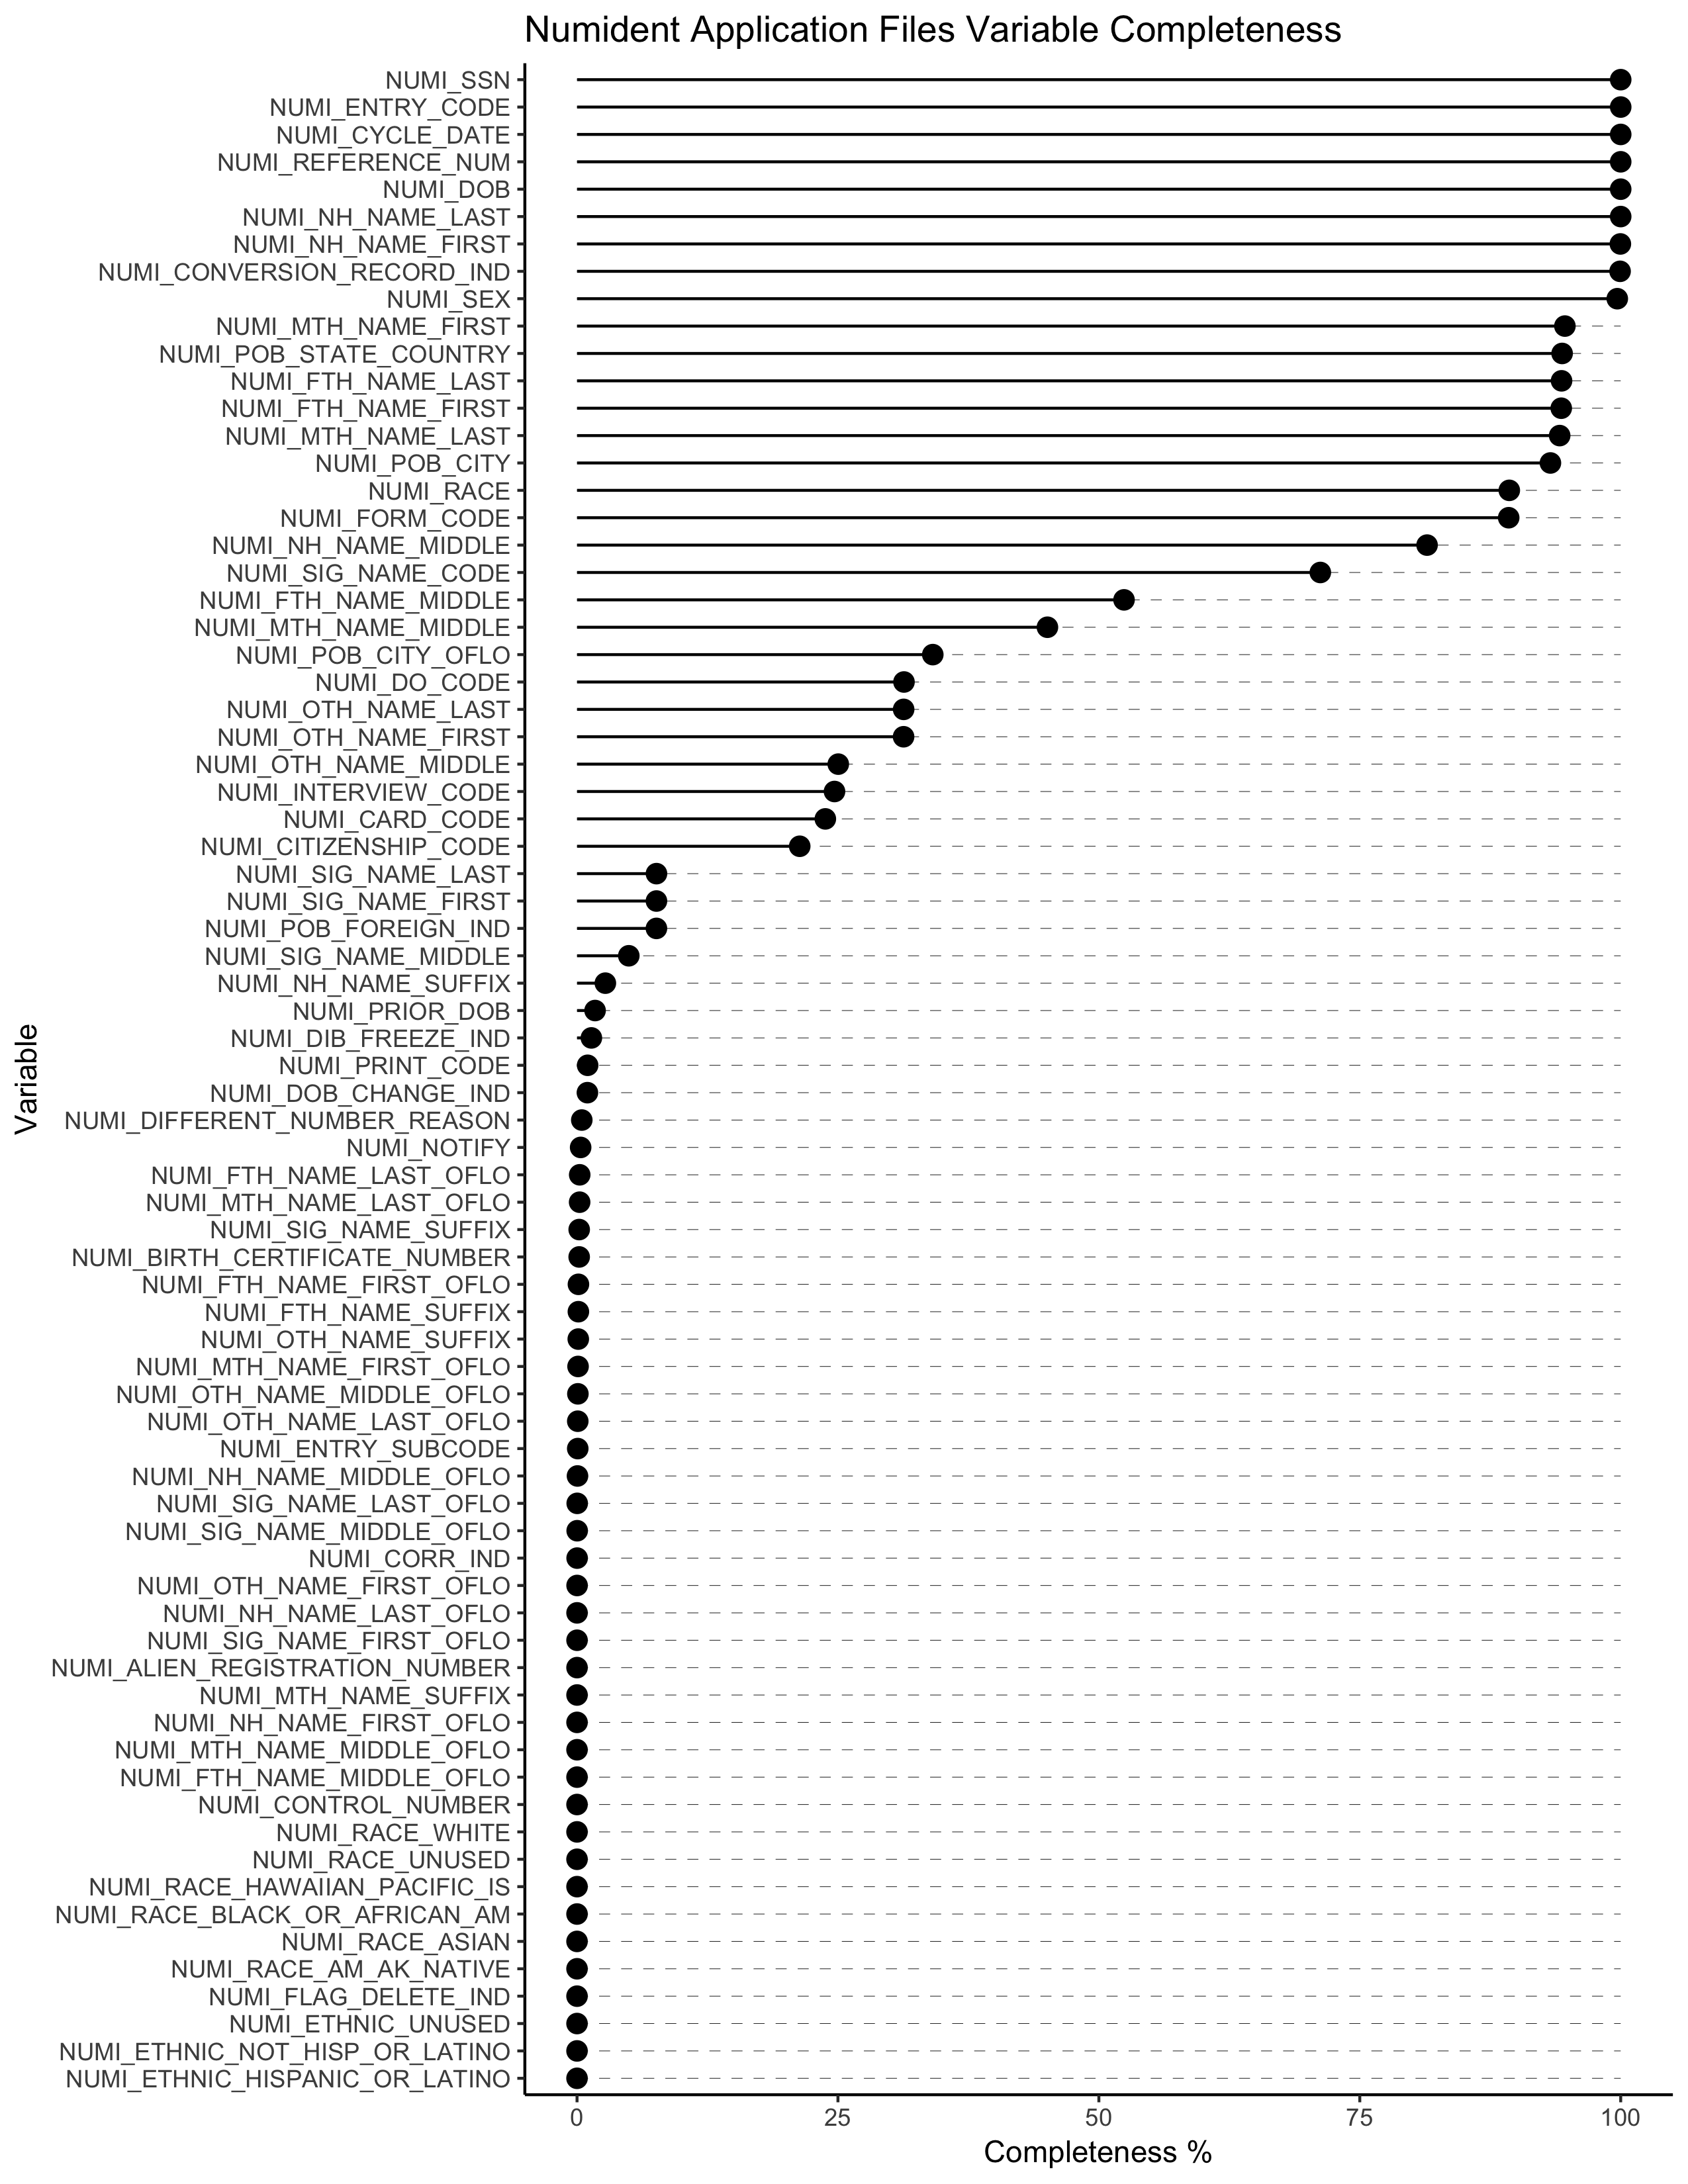 Numident Application Files Variable Completeness
NUMI_SSN
NUMI_ENTRY_CODE
NUMI_CYCLE_DATE
NUMI_REFERENCE_NUM
NUMI_DOB
NUMI_NH_NAME_LAST
NUMI_NH_NAME_FIRST
NUMI_CONVERSION_RECORD_IND
NUMI_SEX
NUMI_MTH_NAME_FIRST
NUMI_POB_STATE_COUNTRY
NUMI_FTH_NAME_LAST
NUMI_FTH_NAME_FIRST
NUMI_MTH_NAME_LAST
NUMI_POB_CITY
NUMI_RACE
NUMI_FORM_CODE
NUMI_NH_NAME_MIDDLE
NUMI_SIG_NAME_CODE
NUMI_FTH_NAME_MIDDLE
NUMI_MTH_NAME_MIDDLE
NUMI_POB_CITY_OFLO
NUMI_DO_CODE
NUMI_OTH_NAME_LAST
NUMI_OTH_NAME_FIRST
NUMI_OTH_NAME_MIDDLE
NUMI_INTERVIEW_CODE
NUMI_CARD_CODE
NUMI_CITIZENSHIP_CODE
NUMI_SIG_NAME_LAST
NUMI_SIG_NAME_FIRST
NUMI_POB_FOREIGN_IND
NUMI_SIG_NAME_MIDDLE
NUMI_NH_NAME_SUFFIX
NUMI_PRIOR_DOB
NUMI_DIB_FREEZE_IND
NUMI_PRINT_CODE
NUMI_DOB_CHANGE_IND
NUMI_DIFFERENT_NUMBER_REASON
NUMI_NOTIFY
NUMI_FTH_NAME_LAST_OFLO
NUMI_MTH_NAME_LAST_OFLO
NUMI_SIG_NAME_SUFFIX
NUMI_BIRTH_CERTIFICATE_NUMBER
NUMI_FTH_NAME_FIRST_OFLO
NUMI_FTH_NAME_SUFFIX
NUMI_OTH_NAME_SUFFIX
NUMI_MTH_NAME_FIRST_OFLO
NUMI_OTH_NAME_MIDDLE_OFLO
NUMI_OTH_NAME_LAST_OFLO
NUMI_ENTRY_SUBCODE
NUMI_NH_NAME_MIDDLE_OFLO
NUMI_SIG_NAME_LAST_OFLO
NUMI_SIG_NAME_MIDDLE_OFLO
NUMI_CORR_IND
NUMI_OTH_NAME_FIRST_OFLO
NUMI_NH_NAME_LAST_OFLO
NUMI_SIG_NAME_FIRST_OFLO
NUMI_ALIEN_REGISTRATION_NUMBER
NUMI_MTH_NAME_SUFFIX
NUMI_NH_NAME_FIRST_OFLO
NUMI_MTH_NAME_MIDDLE_OFLO
NUMI_FTH_NAME_MIDDLE_OFLO
NUMI_CONTROL_NUMBER
NUMI_RACE_WHITE
NUMI_RACE_UNUSED
NUMI_RACE_HAWAIIAN_PACIFIC_IS
NUMI_RACE_BLACK_OR_AFRICAN_AM
NUMI_RACE_ASIAN
NUMI_RACE_AM_AK_NATIVE
NUMI_FLAG_DELETE_IND
NUMI_ETHNIC_UNUSED
NUMI_ETHNIC_NOT_HISP_OR_LATINO
NUMI_ETHNIC_HISPANIC_OR_LATINO
Variable
0 25 50 75 100
Completeness %